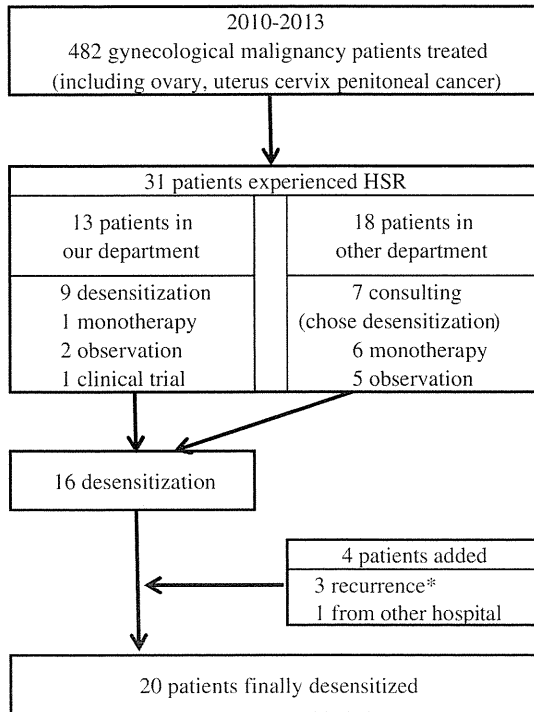 2010-2013
482 gynecological malignancy patients treated
(including ovary, uterus cervix penitoneal cancer)
31 patients experienced HSR
13 patients in
our department
18 patients in
other department
9 desensitization
1 monotherapy
2 observation
1 clinical trial
7 consulting
(chose desensitization)
6 monotherapy
5 observation
16 desensitization
4 patients added
3 recurrence*
1 from other hospital
20 patients finally desensitized